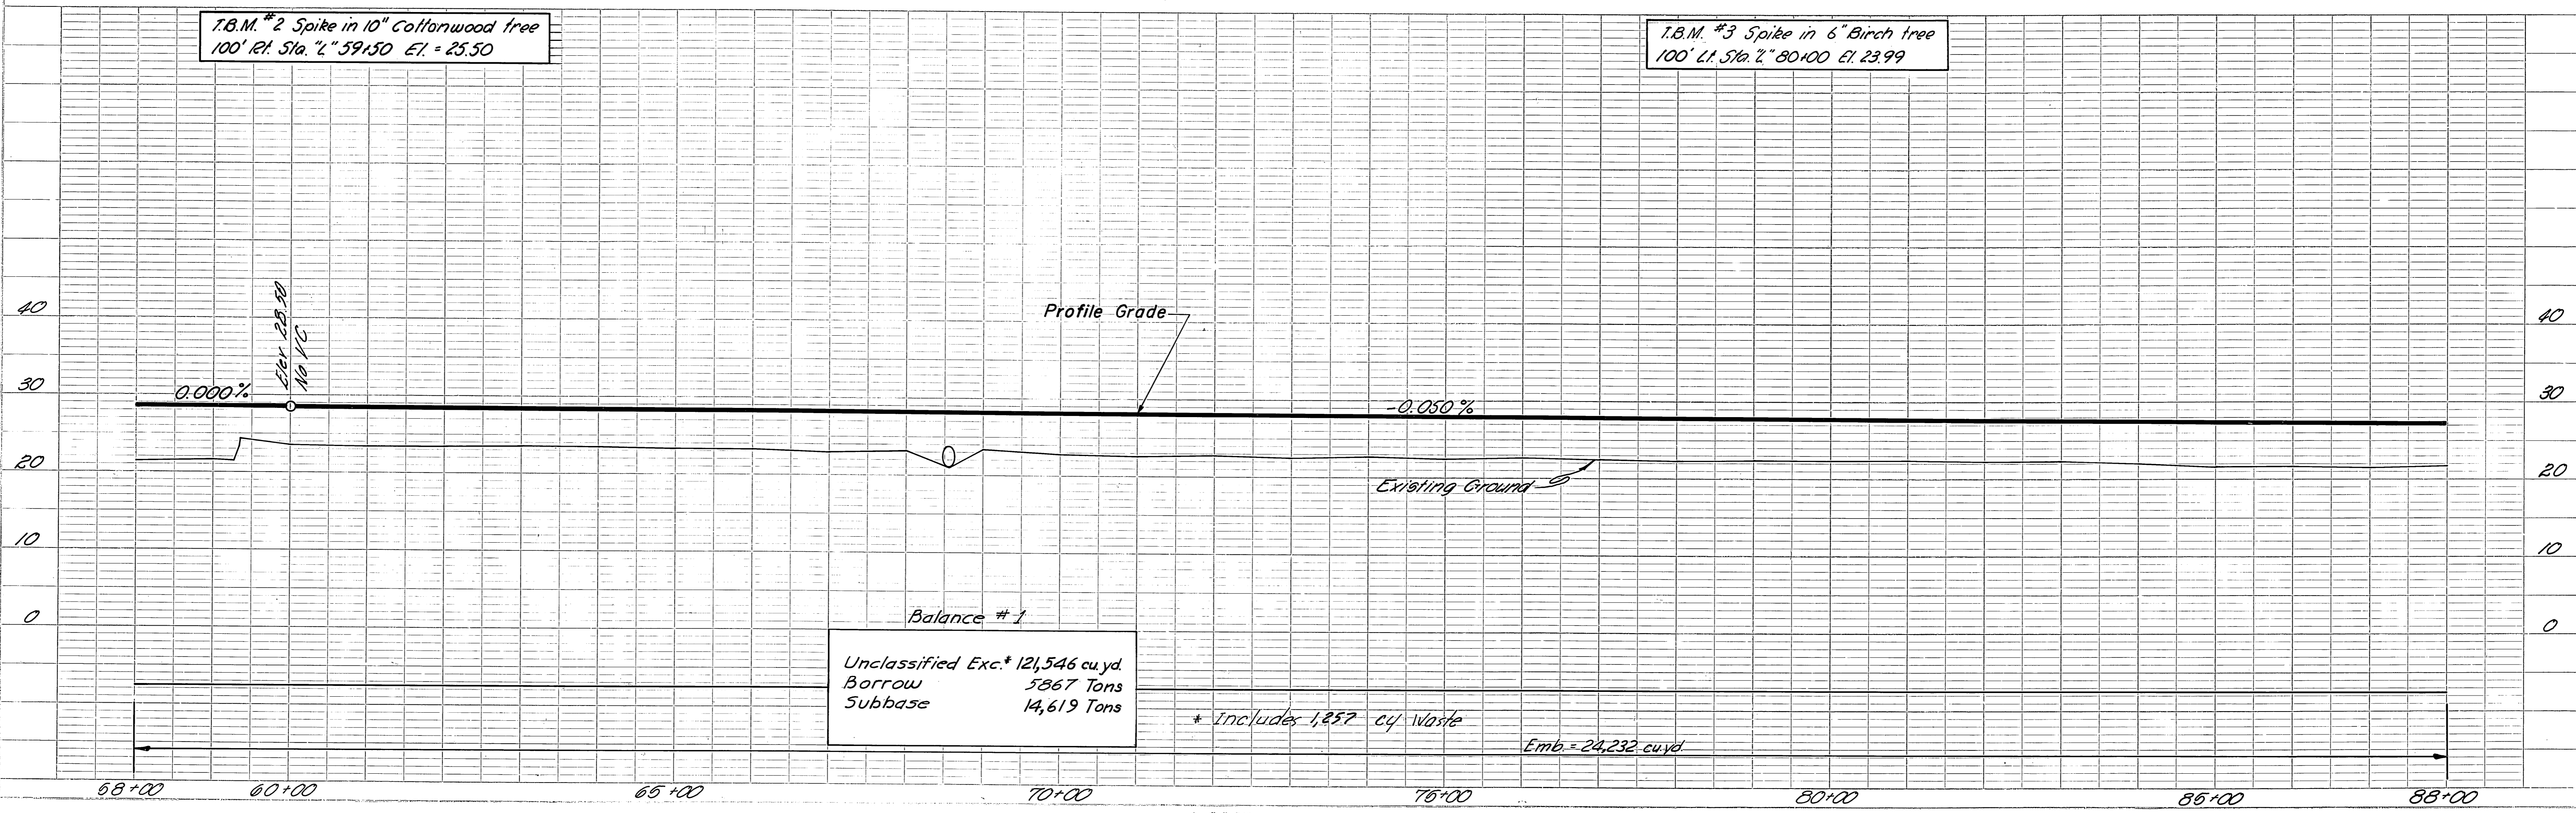 T.B.M. #2 Spike in 10" Cottonwood tree
100' Rt. Sta. "L" 59+50 El. = 25.50
T.B.M. #3 Spike in 6" Birch tree
100' Lt. Sta. "L" 80+00 El. 23.99
40
30
20
10
0
Elev. 28.50
No VC
0.000%
Profile Grade
-0.050%
Existing Ground
40
30
20
10
0
Balance #1
Unclassified Exc.* 121,546 cu.yd.
Borrow 5867 Tons
Subbase 14,619 Tons
* Includes 1,257 cy Waste
Emb = 24,232 cu.yd.
58+00
60+00
65+00
70+00
75+00
80+00
85+00
88+00